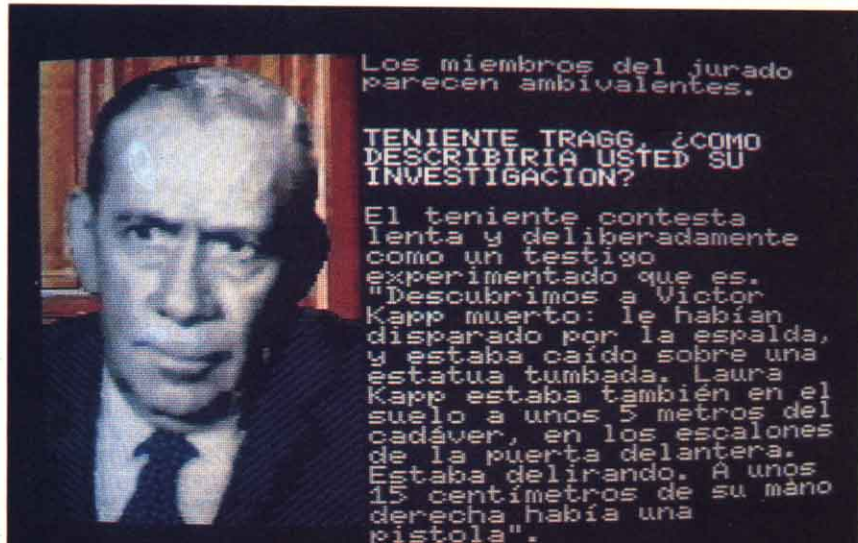 Los miembros del jurado
parecen ambivalentes.
TENIENTE TRAGG, ¿COMO
DESCRIBIRIA USTED SU
INVESTIGACION?
El teniente contesta
lenta y deliberadamente
como un testigo
experimentado que es.
"Descubrimos a Victor
Kapp muerto: le habían
disparado por la espalda,
y estaba caído sobre una
estatua tumbada. Laura
Kapp estaba también en el
suelo a unos 5 metros del
cadáver, en los escalones
de la puerta delantera.
Estaba delirando. A unos
15 centímetros de su mano
derecha había una
pistola".